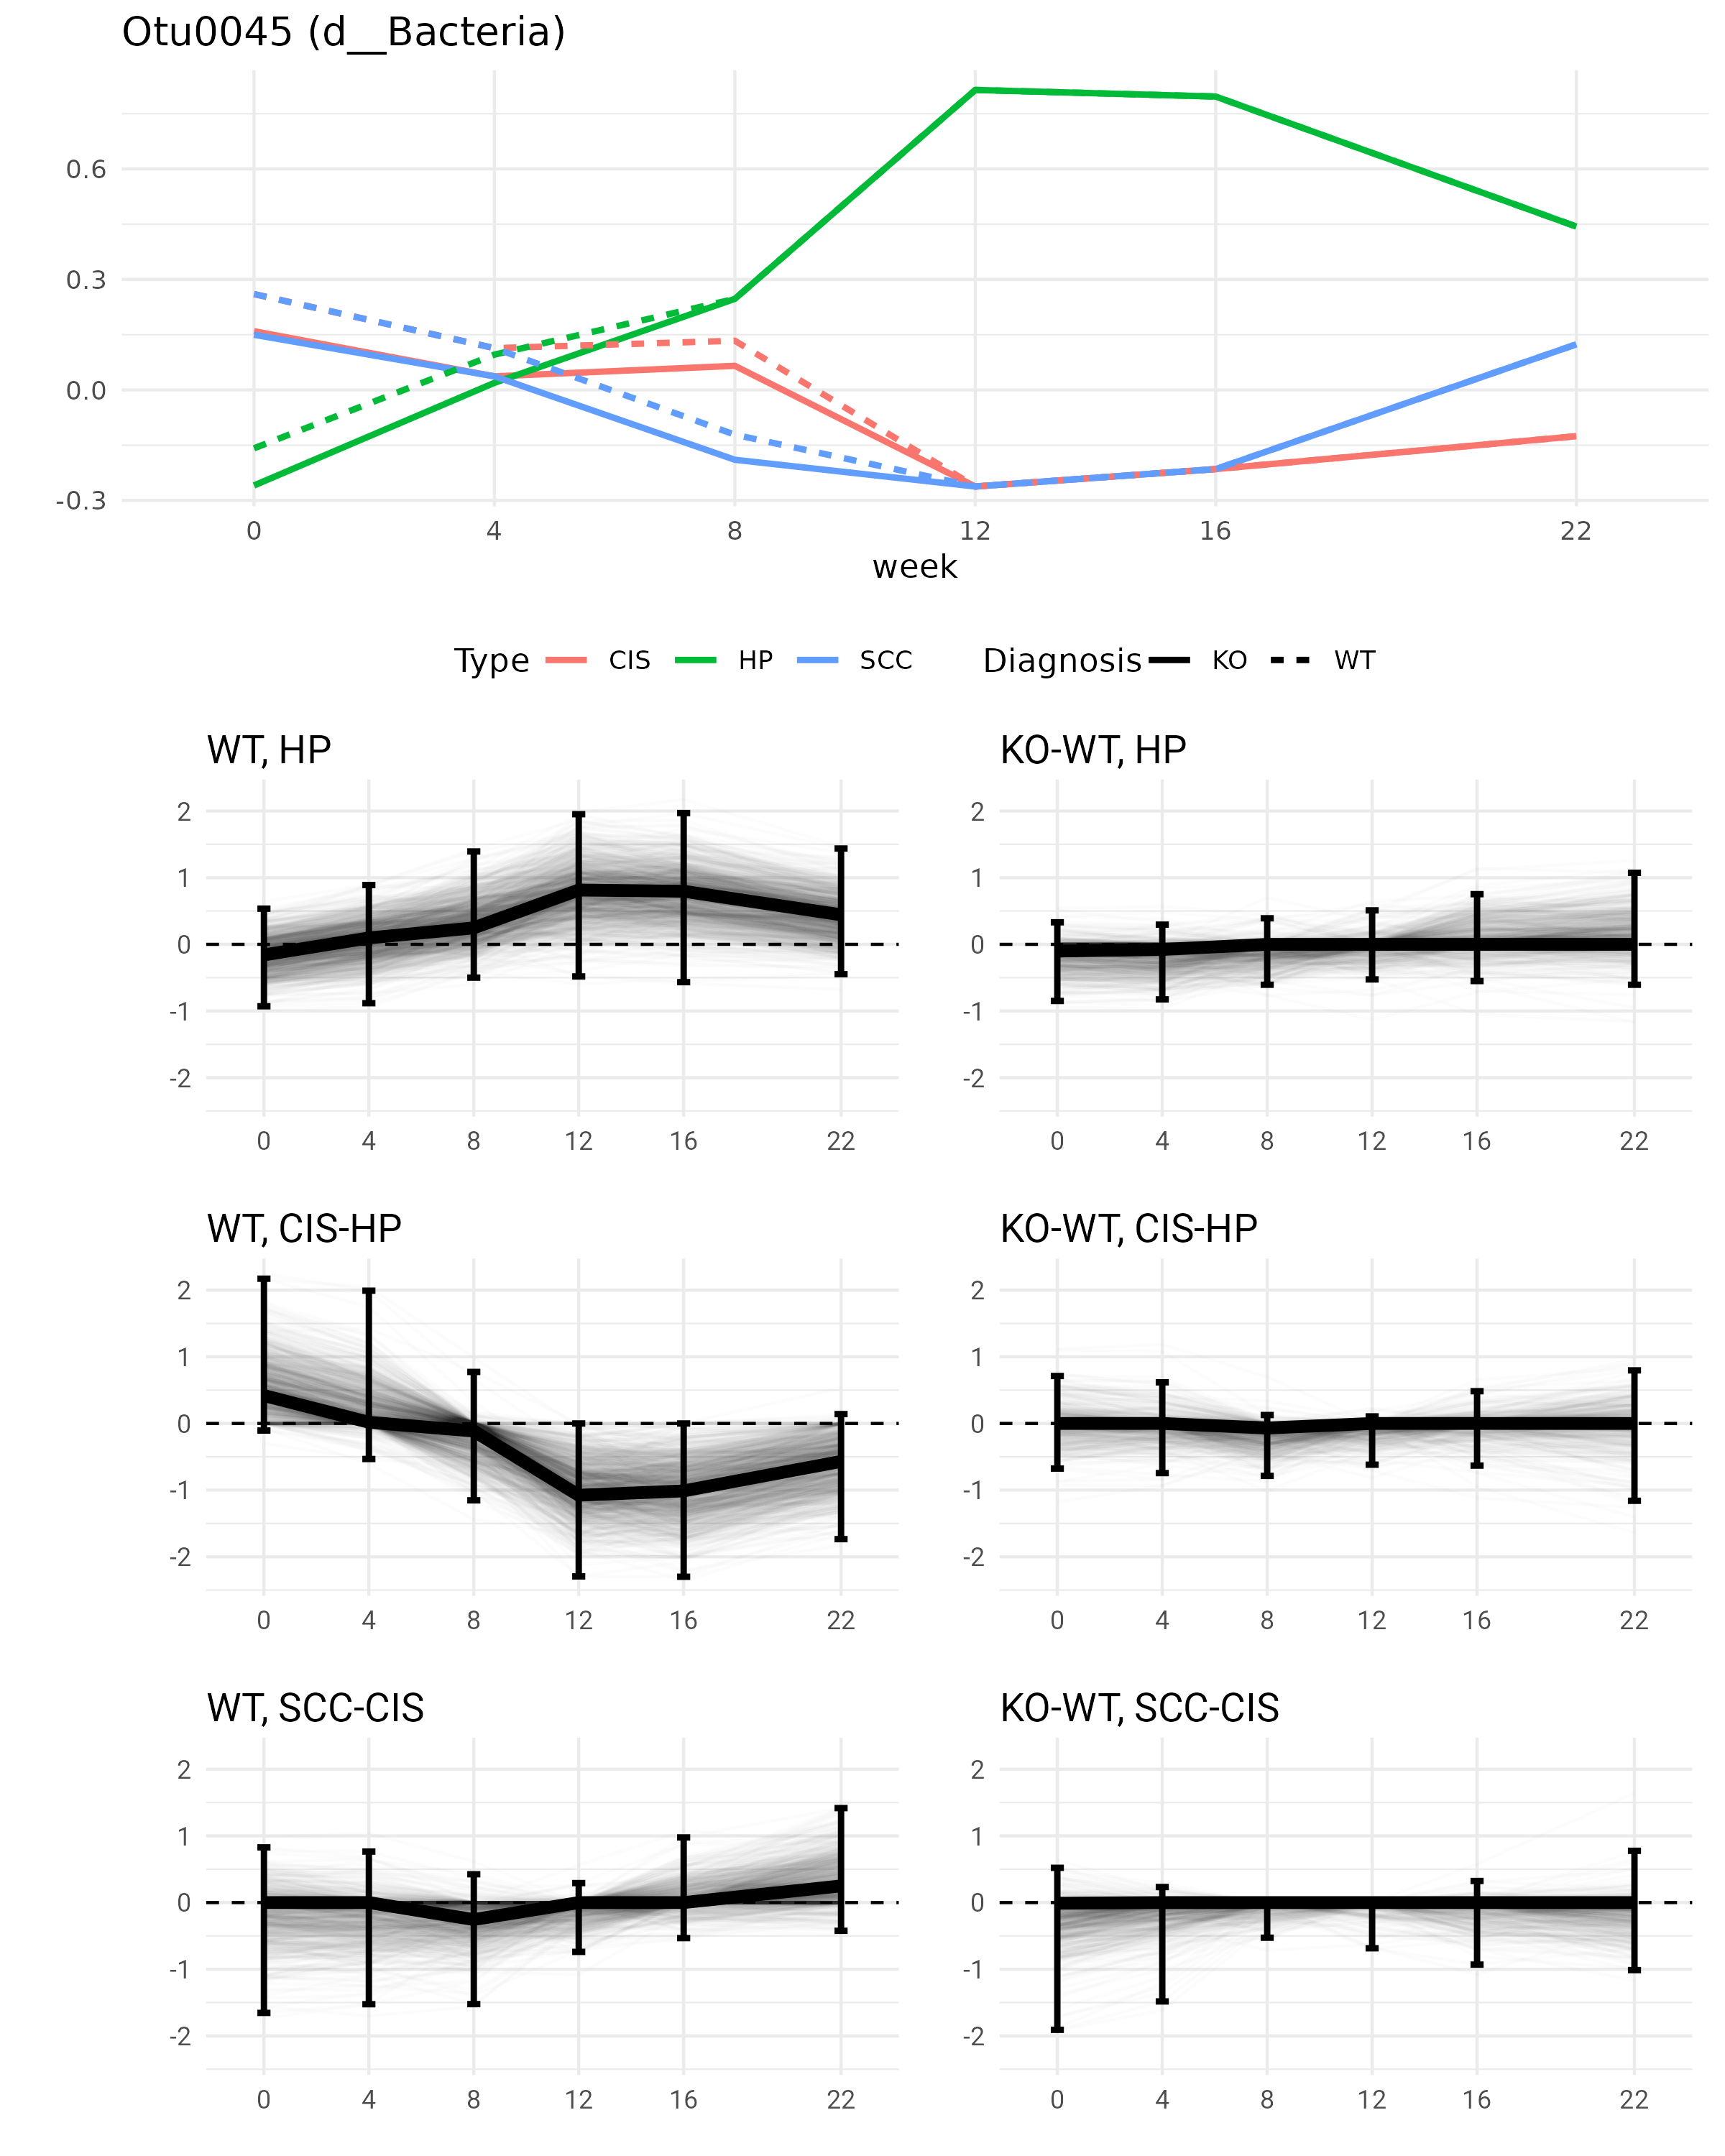 Otu0045 (d__Bacteria)
0.6
0.3
0.0
-0.3
0 4 8 12 16 22
week
Type CIS HP SCC Diagnosis KO WT
WT, HP KO-WT, HP
2 2
1 1
0 0
-1 -1
-2 -2
0 4 8 12 16 22 0 4 8 12 16 22
WT, CIS-HP KO-WT, CIS-HP
2 2
1 1
0 0
-1 -1
-2 -2
0 4 8 12 16 22 0 4 8 12 16 22
WT, SCC-CIS KO-WT, SCC-CIS
2 2
1 1
0 0
-1 -1
-2 -2
0 4 8 12 16 22 0 4 8 12 16 22